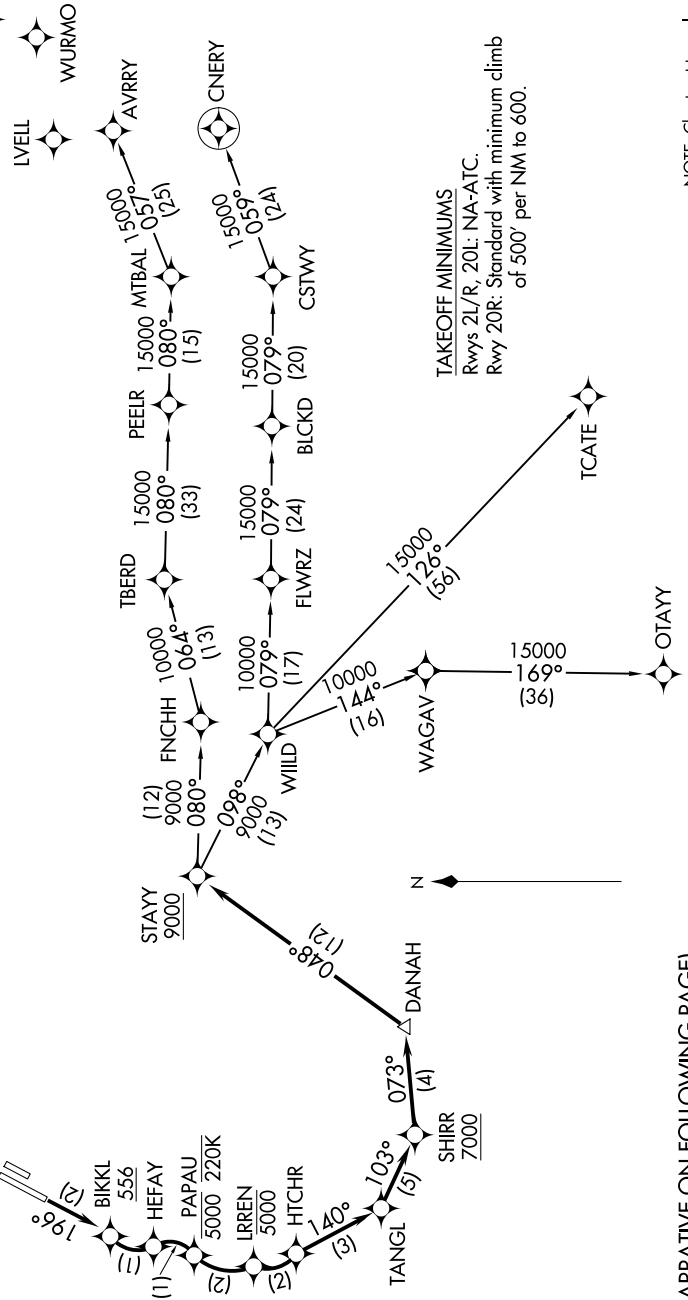 WURMO
LVELL
AVRRY
15000
057°
(25)
MTBAL
15000
080°
(15)
PEELR
15000
080°
(33)
TBERD
10000
064°
(13)
FNCHH
(12)
9000
080°
STAYY
9000
CNERY
15000
059°
(24)
CSTWY
15000
079°
(20)
BLCKD
15000
079°
(24)
FLWRZ
10000
079°
(17)
WIILD
098°
9000
(13)
TAKEOFF MINIMUMS
Rwys 2L/R, 20L: NA-ATC.
Rwy 20R: Standard with minimum climb
of 500' per NM to 600.
15000
126°
(56)
TCATE
10000
144°
(16)
WAGAV
15000
169°
(36)
OTAYY
N
048°
(12)
DANAH
073°
(4)
SHIRR
7000
103°
(5)
TANGL
140°
(3)
HTCHR
(2)
LRREN
5000
(2)
PAPAU
5000 220K
(1)
HEFAY
(1)
BIKKL
556
196°
(2)
ARRATIVE ON FOLLOWING PAGE)